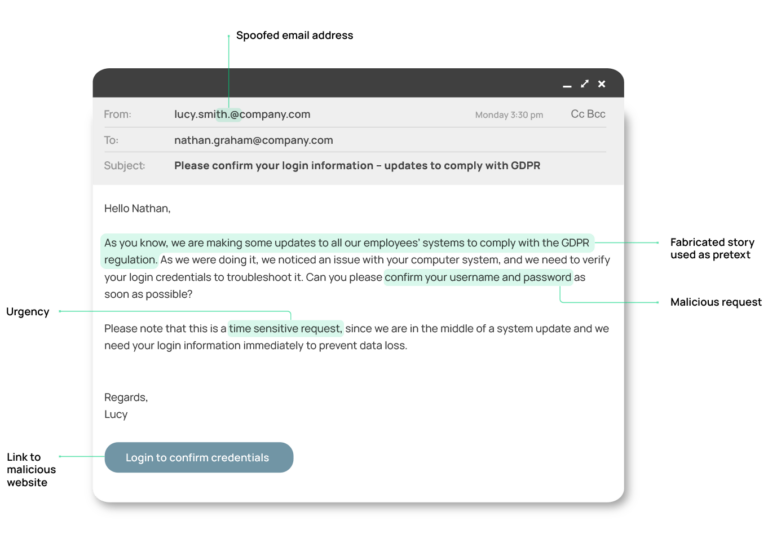 Spoofed email address
From: lucy.smith.@company.com Monday 3:30 pm Cc Bcc
To: nathan.graham@company.com
Subject: Please confirm your login information – updates to comply with GDPR
Hello Nathan,
As you know, we are making some updates to all our employees' systems to comply with the GDPR
regulation. As we were doing it, we noticed an issue with your computer system, and we need to verify
your login credentials to troubleshoot it. Can you please confirm your username and password as
soon as possible?
Fabricated story
used as pretext
Malicious request
Urgency
Please note that this is a time sensitive request, since we are in the middle of a system update and we
need your login information immediately to prevent data loss.
Regards,
Lucy
Link to
malicious
website
Login to confirm credentials